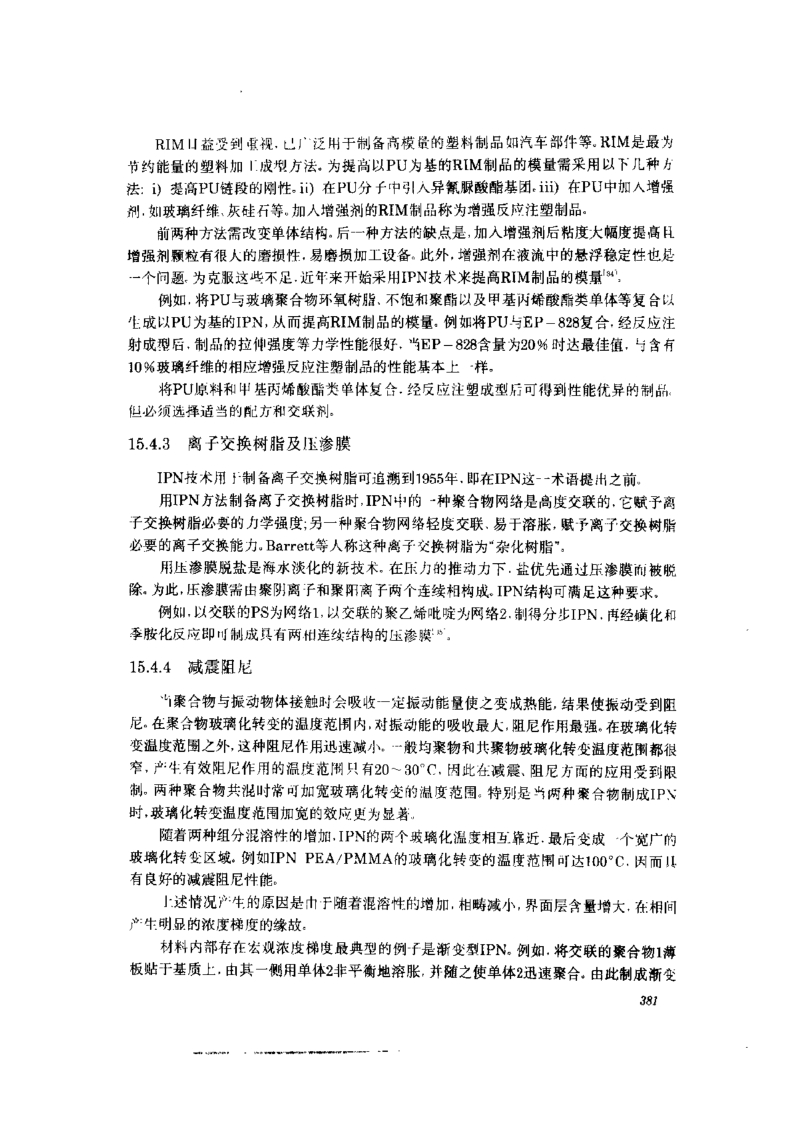 RIM日益受到重视，已广泛用于制备高模量的塑料制品如汽车部件等。RIM是最为
节约能量的塑料加工成型方法。为提高以PU为基的RIM制品的模量需采用以下几种方
法：i) 提高PU链段的刚性。ii) 在PU分子中引入异氰脲酸酯基团。iii) 在PU中加入增强
剂，如玻璃纤维、灰硅石等。加入增强剂的RIM制品称为增强反应注塑制品。
前两种方法需改变单体结构。后一种方法的缺点是，加入增强剂后粘度大幅度提高且
增强剂颗粒有很大的磨损性，易磨损加工设备。此外，增强剂在液流中的悬浮稳定性也是
一个问题。为克服这些不足，近年来开始采用IPN技术来提高RIM制品的模量[34]。
例如，将PU与玻璃聚合物环氧树脂、不饱和聚酯以及甲基丙烯酸酯类单体等复合以
生成以PU为基的IPN，从而提高RIM制品的模量。例如将PU与EP－828复合，经反应注
射成型后，制品的拉伸强度等力学性能很好，当EP－828含量为20%时达最佳值，与含有
10%玻璃纤维的相应增强反应注塑制品的性能基本上一样。
将PU原料和甲基丙烯酸酯类单体复合，经反应注塑成型后可得到性能优异的制品，
但必须选择适当的配方和交联剂。
15.4.3 离子交换树脂及压渗膜
IPN技术用于制备离子交换树脂可追溯到1955年，即在IPN这一术语提出之前。
用IPN方法制备离子交换树脂时，IPN中的一种聚合物网络是高度交联的，它赋予离
子交换树脂必要的力学强度；另一种聚合物网络轻度交联、易于溶胀，赋予离子交换树脂
必要的离子交换能力。Barrett等人称这种离子交换树脂为“杂化树脂”。
用压渗膜脱盐是海水淡化的新技术。在压力的推动力下，盐优先通过压渗膜而被脱
除。为此，压渗膜需由聚阴离子和聚阳离子两个连续相构成。IPN结构可满足这种要求。
例如，以交联的PS为网络1，以交联的聚乙烯吡啶为网络2，制得分步IPN，再经磺化和
季胺化反应即可制成具有两相连续结构的压渗膜[35]。
15.4.4 减震阻尼
当聚合物与振动物体接触时会吸收一定振动能量使之变成热能，结果使振动受到阻
尼。在聚合物玻璃化转变的温度范围内，对振动能的吸收最大，阻尼作用最强。在玻璃化转
变温度范围之外，这种阻尼作用迅速减小。一般均聚物和共聚物玻璃化转变温度范围都很
窄，产生有效阻尼作用的温度范围只有20～30°C，因此在减震、阻尼方面的应用受到限
制。两种聚合物共混时常可加宽玻璃化转变的温度范围。特别是当两种聚合物制成IPN
时，玻璃化转变温度范围加宽的效应更为显著。
随着两种组分混溶性的增加，IPN的两个玻璃化温度相互靠近，最后变成一个宽广的
玻璃化转变区域。例如IPN PEA/PMMA的玻璃化转变的温度范围可达100°C，因而具
有良好的减震阻尼性能。
上述情况产生的原因是由于随着混溶性的增加，相畴减小，界面层含量增大，在相间
产生明显的浓度梯度的缘故。
材料内部存在宏观浓度梯度最典型的例子是渐变型IPN。例如，将交联的聚合物1薄
板贴于基质上，由其一侧用单体2非平衡地溶胀，并随之使单体2迅速聚合。由此制成渐变
381